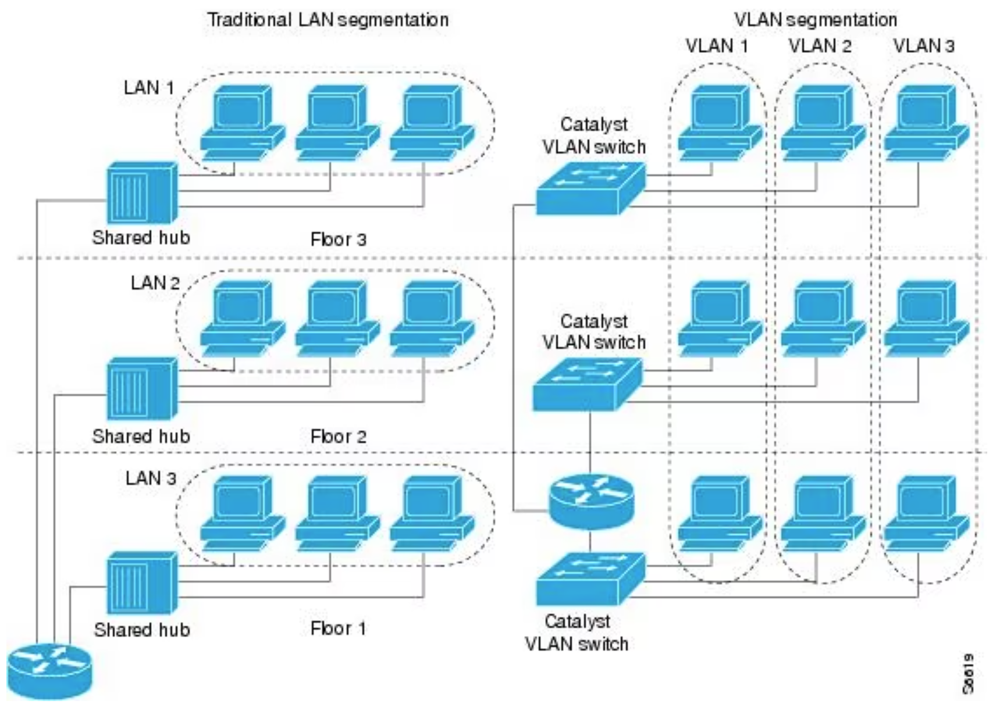 Traditional LAN segmentation
VLAN segmentation
VLAN 1
VLAN 2
VLAN 3
LAN 1
Catalyst
VLAN switch
Shared hub
Floor 3
LAN 2
Catalyst
VLAN switch
Shared hub
Floor 2
LAN 3
Shared hub
Floor 1
Catalyst
VLAN switch
S6619